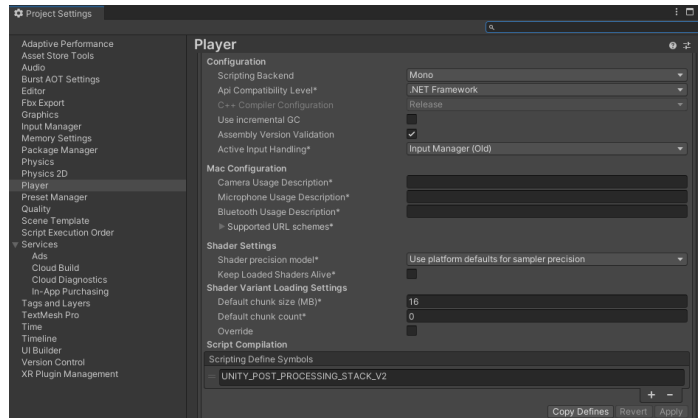 Project Settings
Adaptive Performance
Asset Store Tools
Audio
Burst AOT Settings
Editor
Fbx Export
Graphics
Input Manager
Memory Settings
Package Manager
Physics
Physics 2D
Player
Preset Manager
Quality
Scene Template
Script Execution Order
Services
Ads
Cloud Build
Cloud Diagnostics
In-App Purchasing
Tags and Layers
TextMesh Pro
Time
Timeline
UI Builder
Version Control
XR Plugin Management
Player
Configuration
Scripting Backend Mono
Api Compatibility Level* .NET Framework
C++ Compiler Configuration Release
Use incremental GC
Assembly Version Validation
Active Input Handling* Input Manager (Old)
Mac Configuration
Camera Usage Description*
Microphone Usage Description*
Bluetooth Usage Description*
Supported URL schemes*
Shader Settings
Shader precision model* Use platform defaults for sampler precision
Keep Loaded Shaders Alive*
Shader Variant Loading Settings
Default chunk size (MB)* 16
Default chunk count* 0
Override
Script Compilation
Scripting Define Symbols
UNITY_POST_PROCESSING_STACK_V2
+ -
Copy Defines Revert Apply